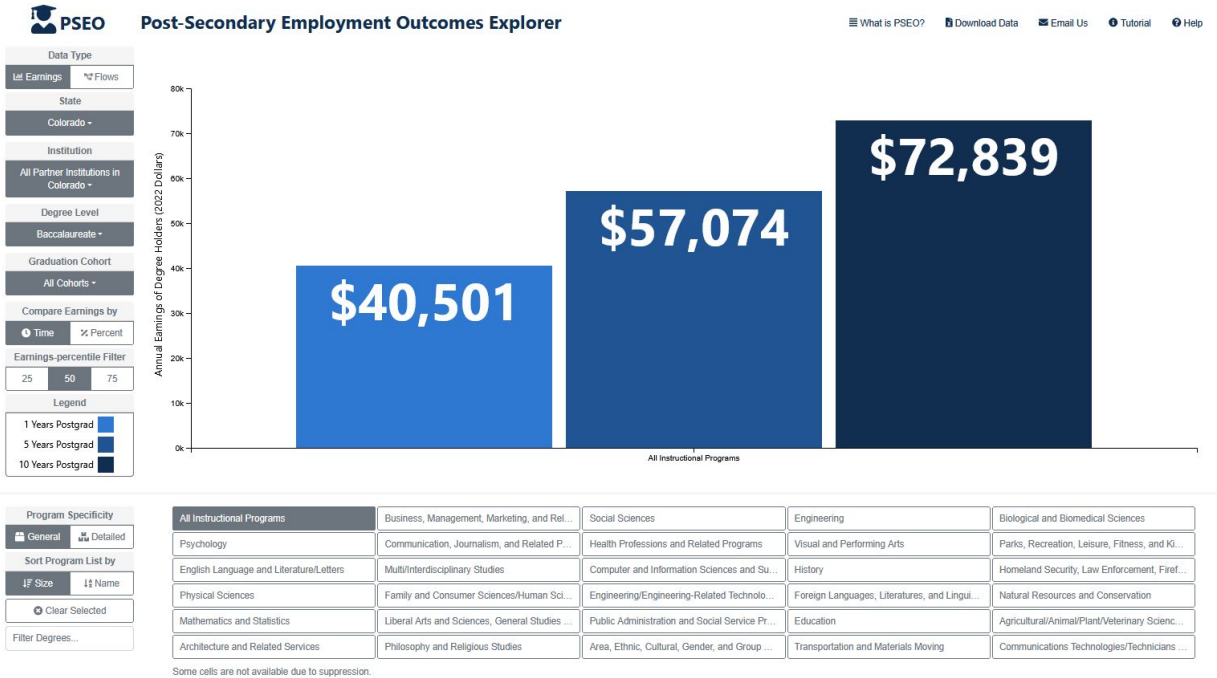 PSEO Post-Secondary Employment Outcomes Explorer What is PSEO? Download Data Email Us Tutorial Help
Data Type
Earnings Flows
State
Colorado
Institution
All Partner Institutions in
Colorado
Degree Level
Baccalaureate
Graduation Cohort
All Cohorts
Compare Earnings by
Time Percent
Earnings-percentile Filter
25 50 75
Legend
1 Years Postgrad
5 Years Postgrad
10 Years Postgrad
Annual Earnings of Degree Holders (2022 Dollars)
80k
70k
60k
50k
40k
30k
20k
10k
0k
$40,501
$57,074
$72,839
All Instructional Programs
Program Specificity
General Detailed
Sort Program List by
Size Name
Clear Selected
Filter Degrees...
All Instructional Programs Business, Management, Marketing, and Rel... Social Sciences Engineering Biological and Biomedical Sciences
Psychology Communication, Journalism, and Related P... Health Professions and Related Programs Visual and Performing Arts Parks, Recreation, Leisure, Fitness, and Ki...
English Language and Literature/Letters Multi/Interdisciplinary Studies Computer and Information Sciences and Su... History Homeland Security, Law Enforcement, Firef...
Physical Sciences Family and Consumer Sciences/Human Sci... Engineering/Engineering-Related Technolo... Foreign Languages, Literatures, and Lingui... Natural Resources and Conservation
Mathematics and Statistics Liberal Arts and Sciences, General Studies ... Public Administration and Social Service Pr... Education Agricultural/Animal/Plant/Veterinary Scienc...
Architecture and Related Services Philosophy and Religious Studies Area, Ethnic, Cultural, Gender, and Group ... Transportation and Materials Moving Communications Technologies/Technicians ...
Some cells are not available due to suppression.